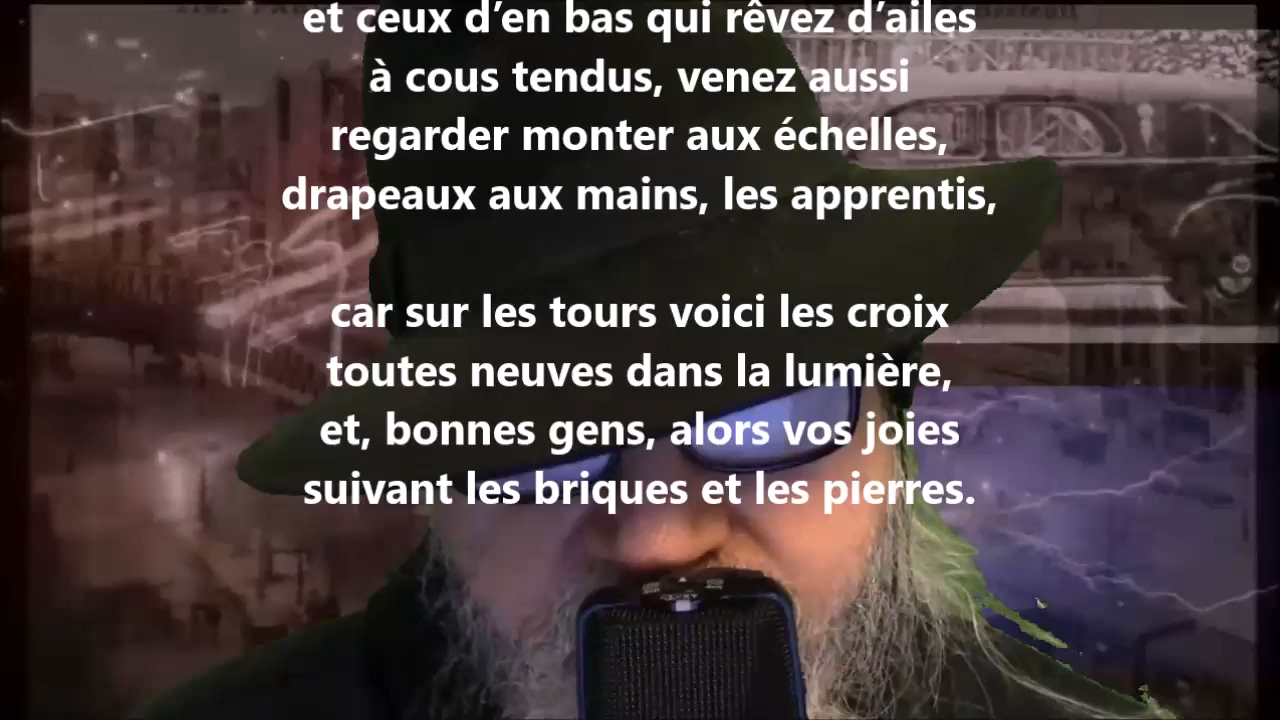 et ceux d’en bas qui rêvez d’ailes
à cous tendus, venez aussi
regarder monter aux échelles,
drapeaux aux mains, les apprentis,
car sur les tours voici les croix
toutes neuves dans la lumière,
et, bonnes gens, alors vos joies
suivant les briques et les pierres.